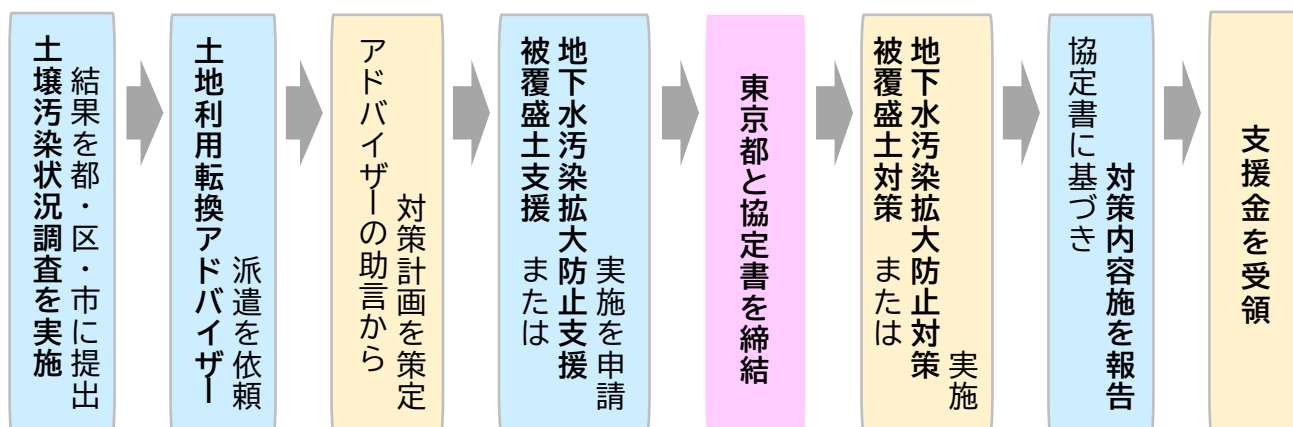 土壌汚染状況調査を実施
結果を都・区・市に提出
土地利用転換アドバイザー
派遣を依頼
アドバイザーの助言から
対策計画を策定
被覆盛土支援 または
地下水汚染拡大防止支援
実施を申請
東京都と協定書を締結
被覆盛土対策 または
地下水汚染拡大防止対策
実施
協定書に基づき
対策内容施を報告
支援金を受領